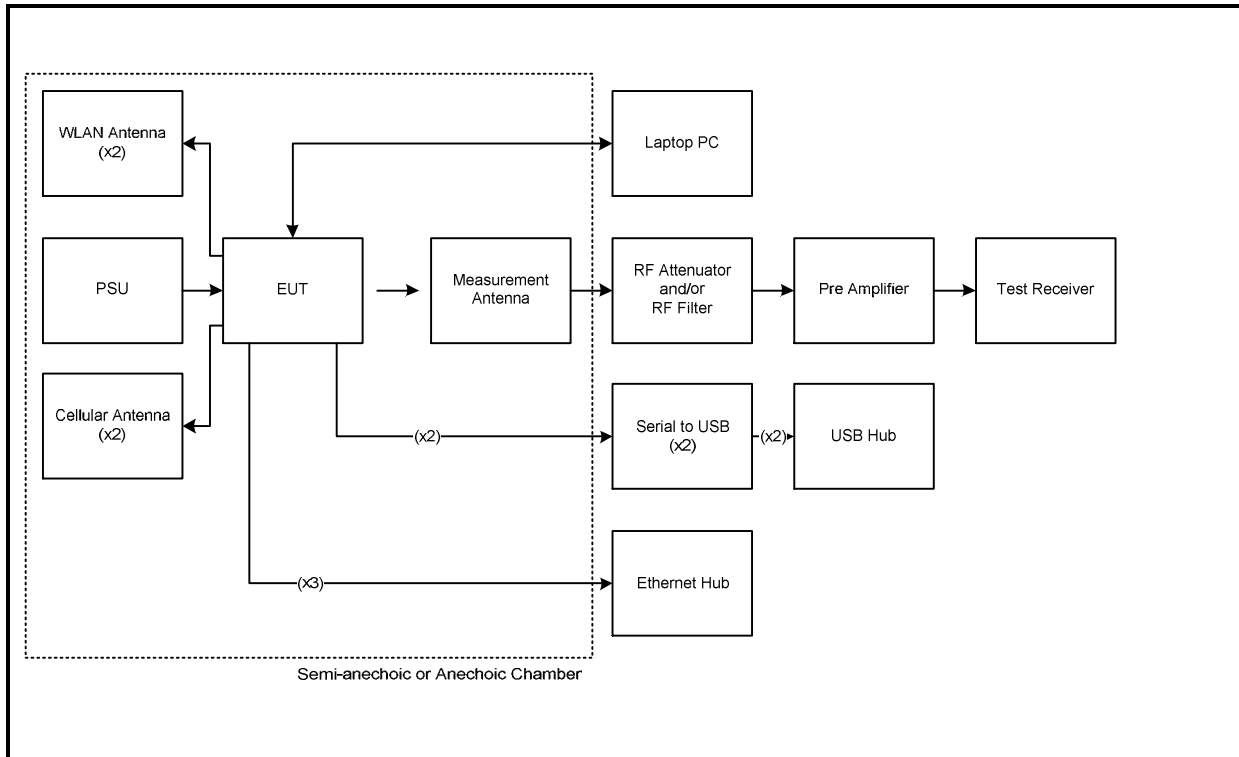 WLAN Antenna
(x2)
Laptop PC
PSU
EUT
Measurement
Antenna
RF Attenuator
and/or
RF Filter
Pre Amplifier
Test Receiver
Cellular Antenna
(x2)
(x2)
Serial to USB
(x2)
(x2)
USB Hub
(x3)
Ethernet Hub
Semi-anechoic or Anechoic Chamber